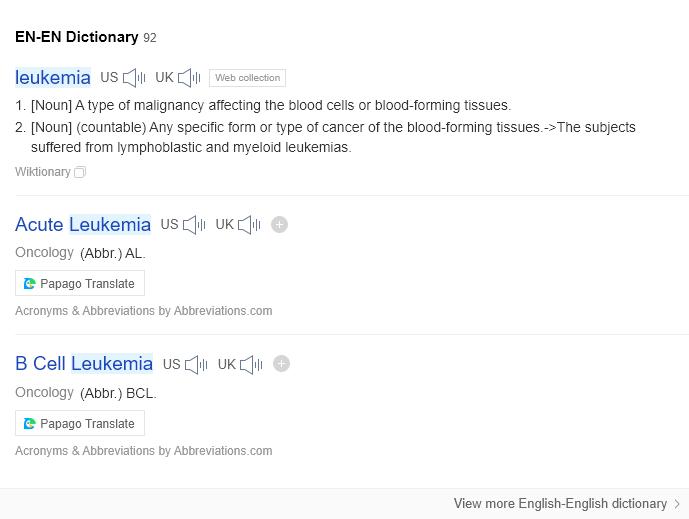 EN-EN Dictionary 92
leukemia US UK Web collection
1. [Noun] A type of malignancy affecting the blood cells or blood-forming tissues.
2. [Noun] (countable) Any specific form or type of cancer of the blood-forming tissues.->The subjects
suffered from lymphoblastic and myeloid leukemias.
Wiktionary
Acute Leukemia US UK
Oncology (Abbr.) AL.
Papago Translate
Acronyms & Abbreviations by Abbreviations.com
B Cell Leukemia US UK
Oncology (Abbr.) BCL.
Papago Translate
Acronyms & Abbreviations by Abbreviations.com
View more English-English dictionary